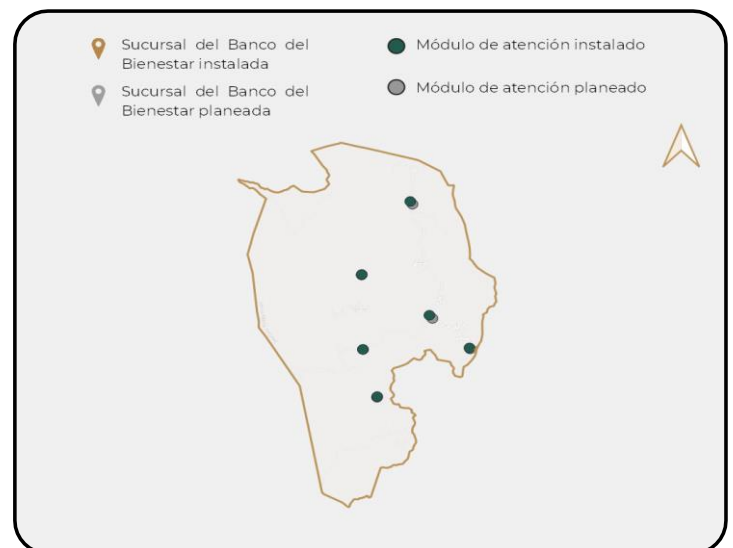 Sucursal del Banco del
Bienestar instalada
Sucursal del Banco del
Bienestar planeada
Módulo de atención instalado
Módulo de atención planeado